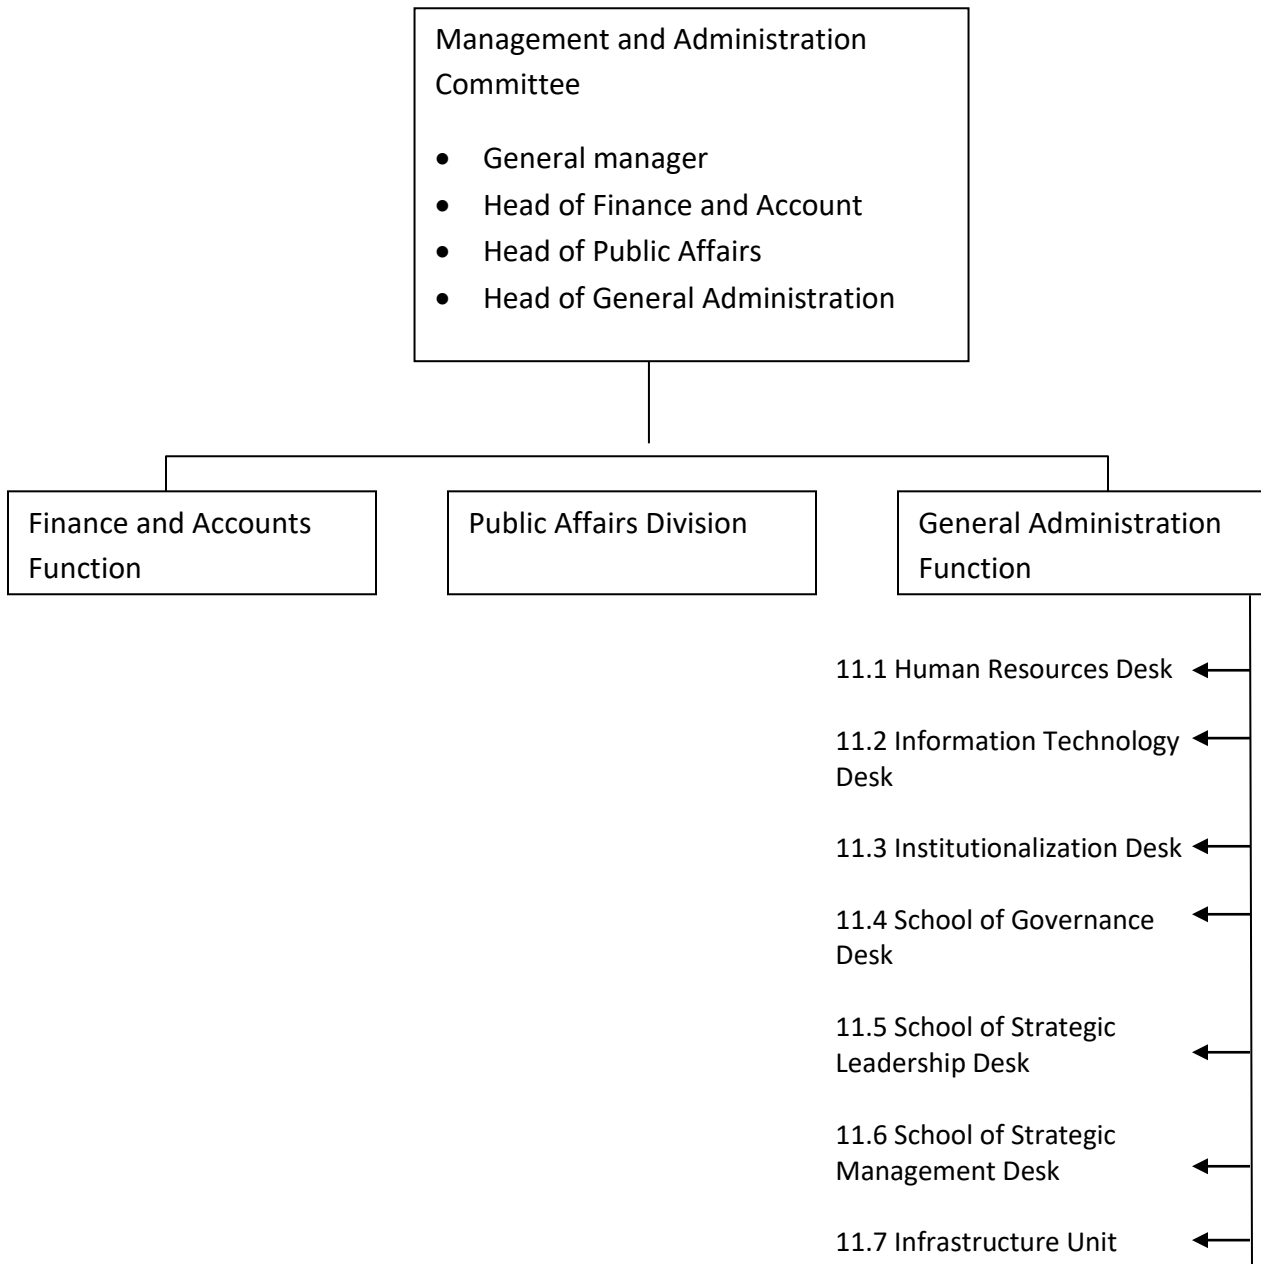 Management and Administration
Committee
• General manager
• Head of Finance and Account
• Head of Public Affairs
• Head of General Administration
Finance and Accounts
Function
Public Affairs Division
General Administration
Function
11.1 Human Resources Desk
11.2 Information Technology
Desk
11.3 Institutionalization Desk
11.4 School of Governance
Desk
11.5 School of Strategic
Leadership Desk
11.6 School of Strategic
Management Desk
11.7 Infrastructure Unit